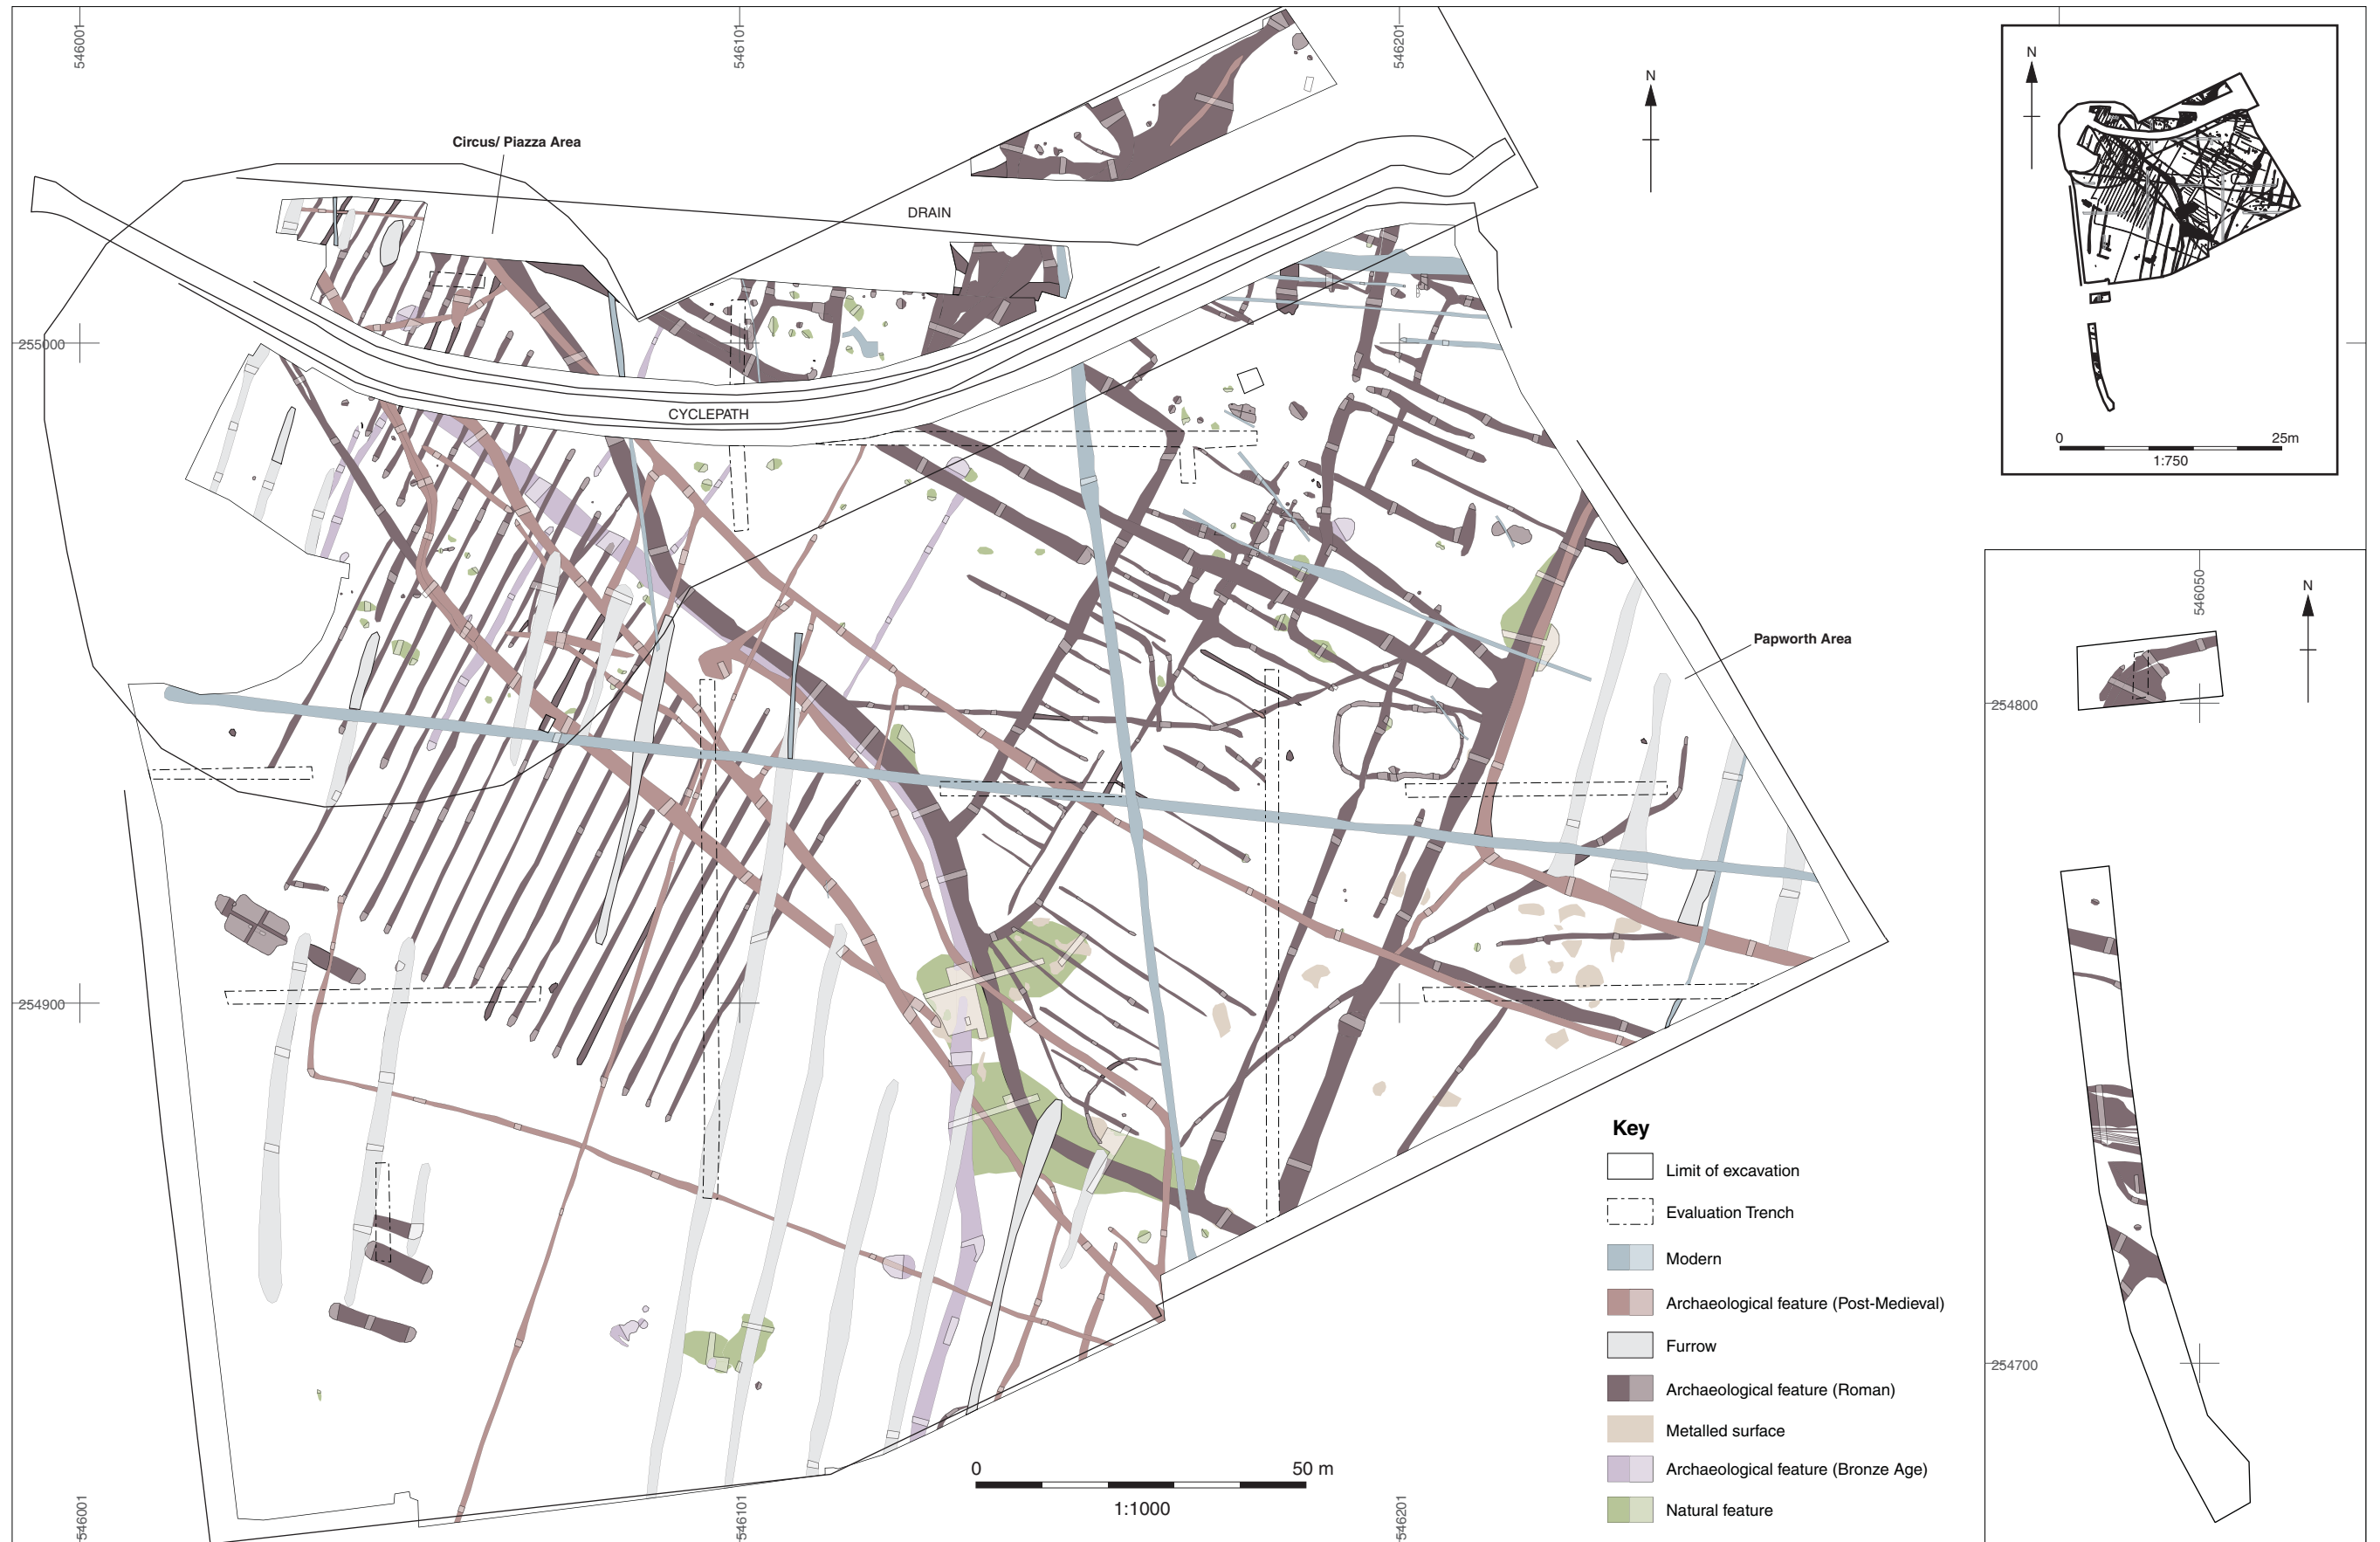 546001
546101
546201
N
N
Circus/ Piazza Area
DRAIN
255000
CYCLEPATH
0
25m
1:750
546050
N
Papworth Area
254800
254900
Key
Limit of excavation
Evaluation Trench
Modern
Archaeological feature (Post-Medieval)
Furrow
254700
Archaeological feature (Roman)
Metalled surface
Archaeological feature (Bronze Age)
Natural feature
0
50 m
1:1000
546001
546101
546201